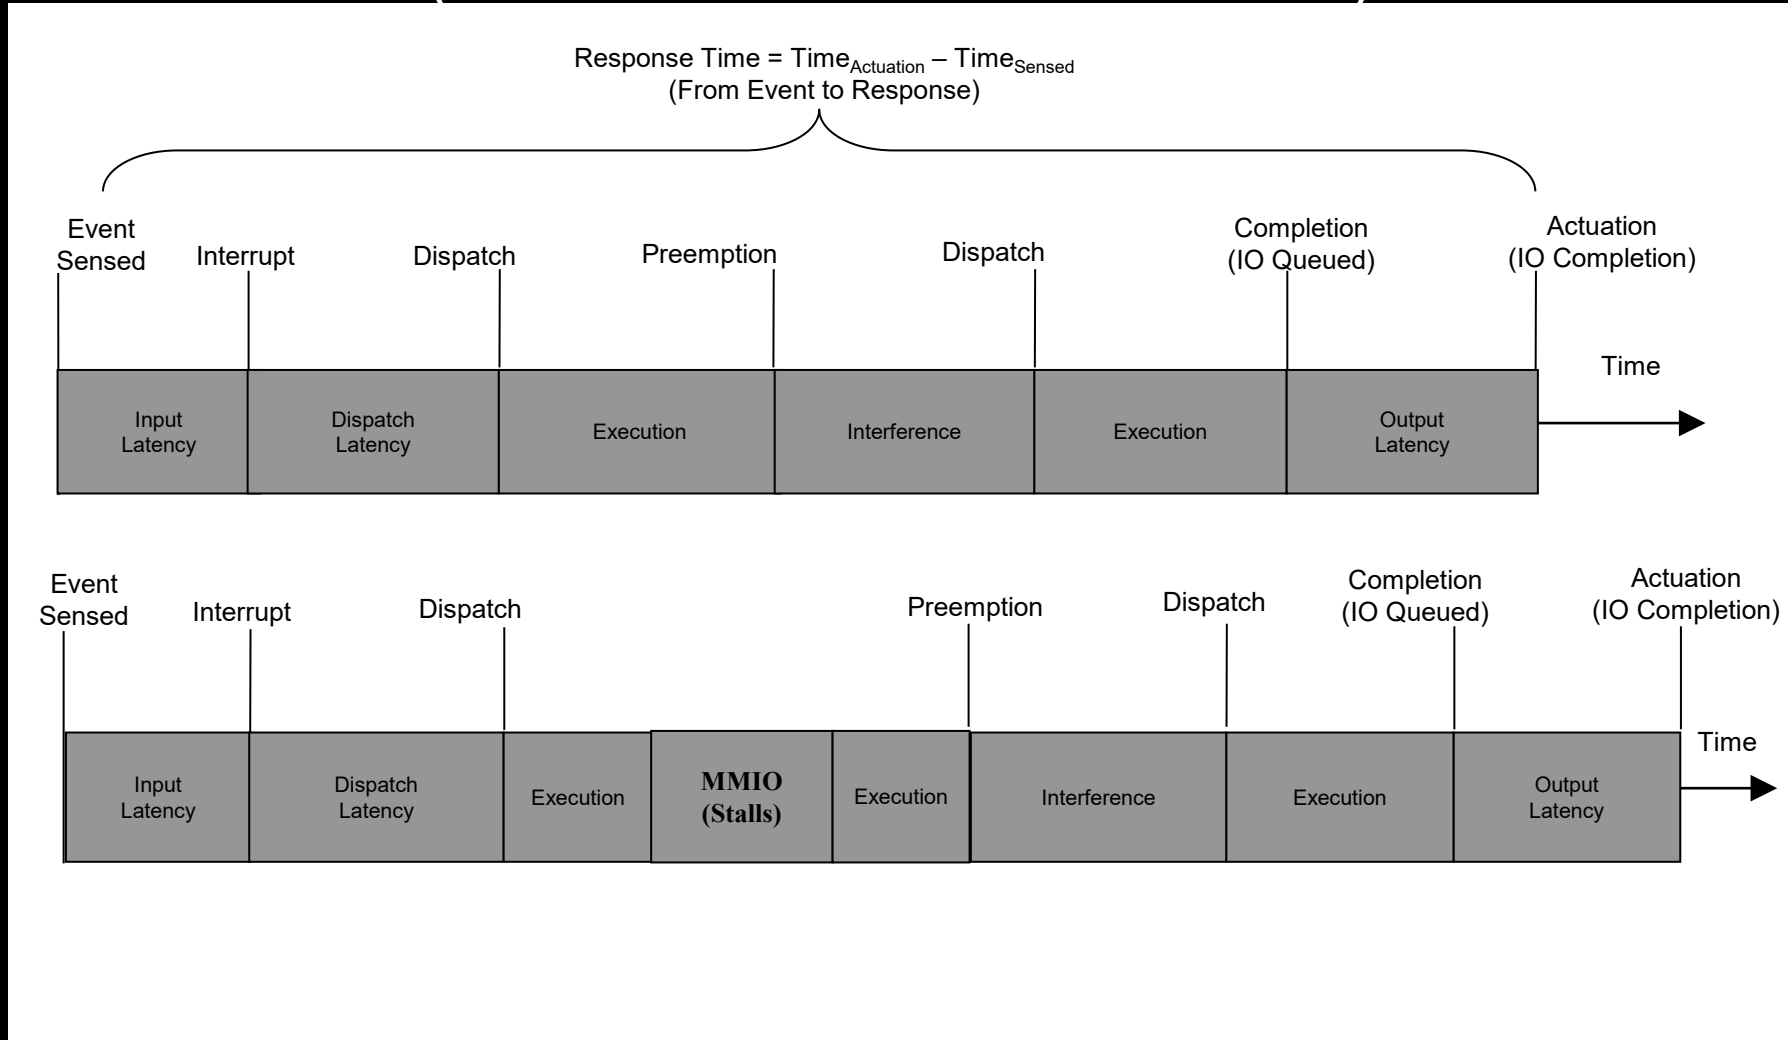 Response Time = TimeActuation – TimeSensed
(From Event to Response)
Event
Sensed
Interrupt
Dispatch
Preemption
Dispatch
Completion
(IO Queued)
Actuation
(IO Completion)
Time
Input
Latency
Dispatch
Latency
Execution
Interference
Execution
Output
Latency
Event
Sensed
Interrupt
Dispatch
Preemption
Dispatch
Completion
(IO Queued)
Actuation
(IO Completion)
Time
Input
Latency
Dispatch
Latency
Execution
MMIO
(Stalls)
Execution
Interference
Execution
Output
Latency